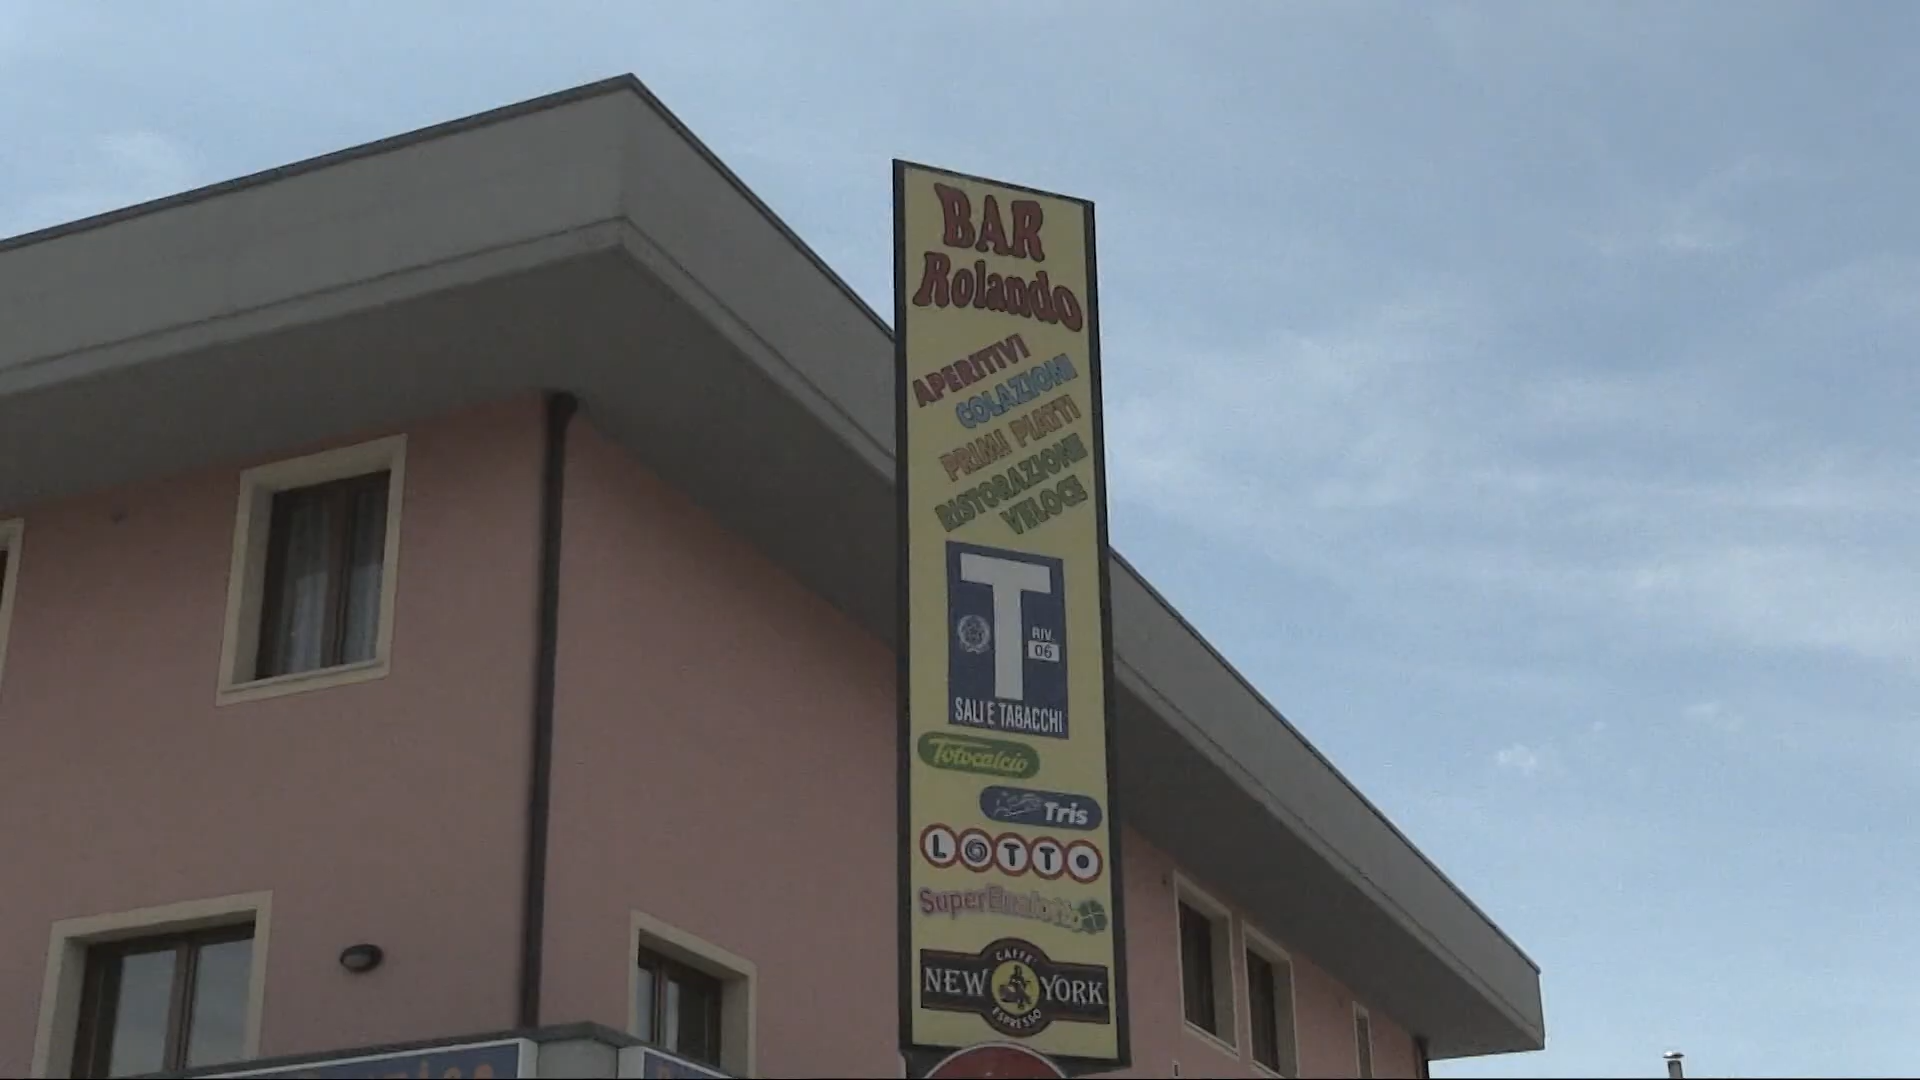 BAR
Rolando
APERITIVI
COLAZIONI
PRIMI PIATTI
RISTORAZIONE
VELOCE
T
RIV.
06
SALI E TABACCHI
Totocalcio
Tris
LOTTO
SuperEnalotto
CAFFE'
NEW YORK
ESPRESSO